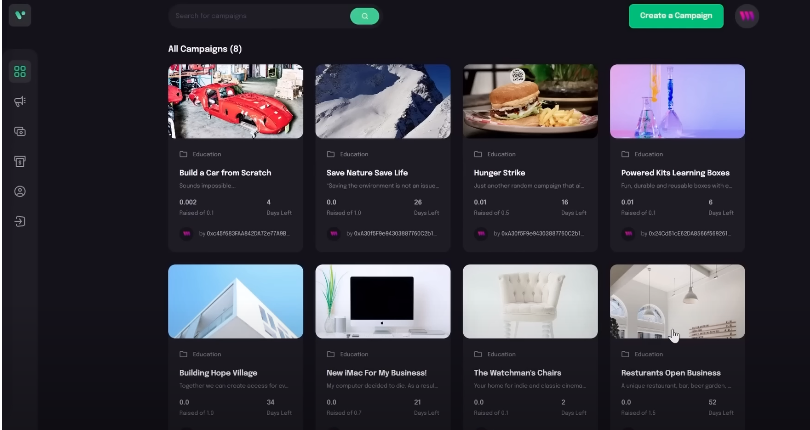 Search for campaigns
Create a Campaign
All Campaigns (8)
Education
Build a Car from Scratch
Sounds impossible...
0.002
4
Raised of 0.1
Days Left
by
Education
Save Nature Save Life
"Saving the environment is not an issue...
0.0
26
Raised of 1.0
Days Left
by
Education
Hunger Strike
Just another random campaign that ai...
0.01
16
Raised of 0.5
Days Left
by
Education
Powered Kits Learning Boxes
Fun, durable and reusable boxes with e...
0.01
6
Raised of 0.1
Days Left
by
Education
Building Hope Village
Together we can create access for ev...
0.0
34
Raised of 1.5
Days Left
Education
New iMac For My Business!
My computer decided to die. As a resul...
0.0
21
Raised of 0.7
Days Left
Education
The Watchman's Chairs
Your home for indie and classic cinema...
0.0
2
Raised of 0.1
Days Left
Education
Resturants Open Business
A unique restaurant, bar, beer garden, ...
0.0
52
Raised of 1.5
Days Left